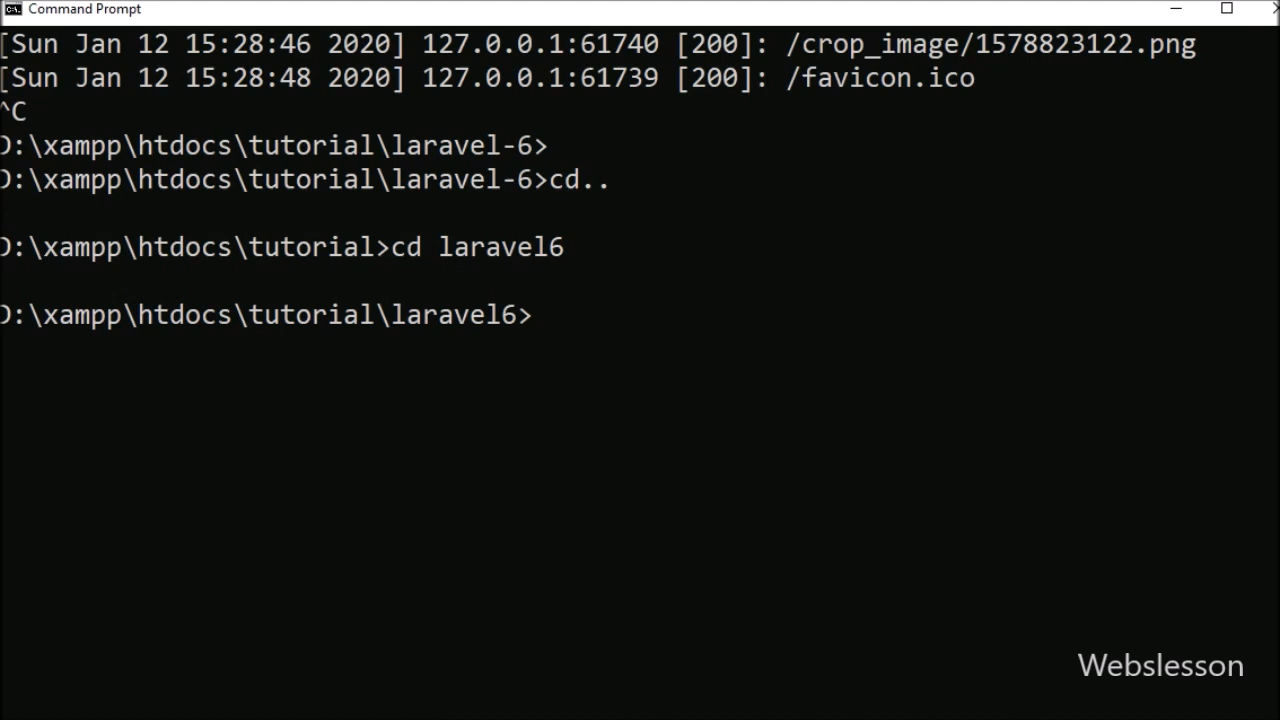 Command Prompt
[Sun Jan 12 15:28:46 2020] 127.0.0.1:61740 [200]: /crop_image/1578823122.png
[Sun Jan 12 15:28:48 2020] 127.0.0.1:61739 [200]: /favicon.ico
^C
D:\xampp\htdocs\tutorial\laravel-6>
D:\xampp\htdocs\tutorial\laravel-6>cd..
D:\xampp\htdocs\tutorial>cd laravel6
D:\xampp\htdocs\tutorial\laravel6>
Webslesson